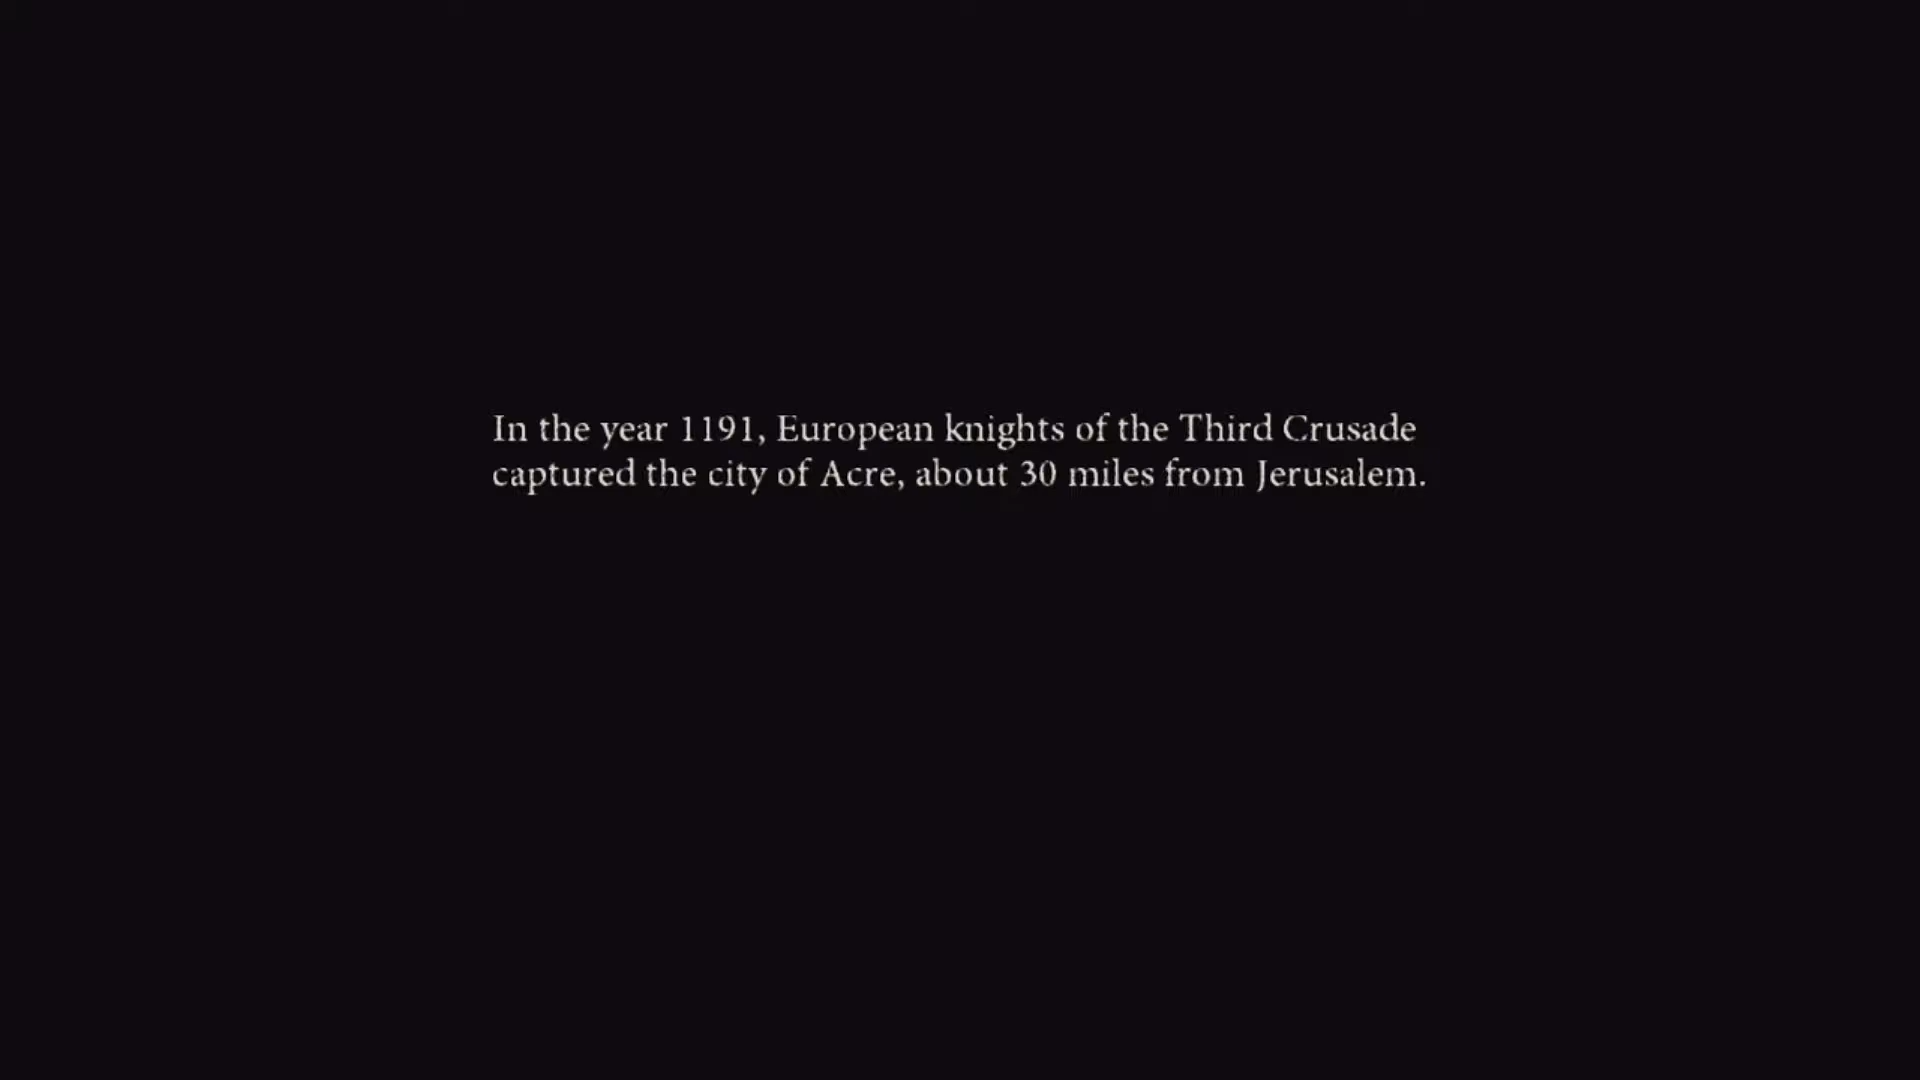 In the year 1191, European knights of the Third Crusade
captured the city of Acre, about 30 miles from Jerusalem.